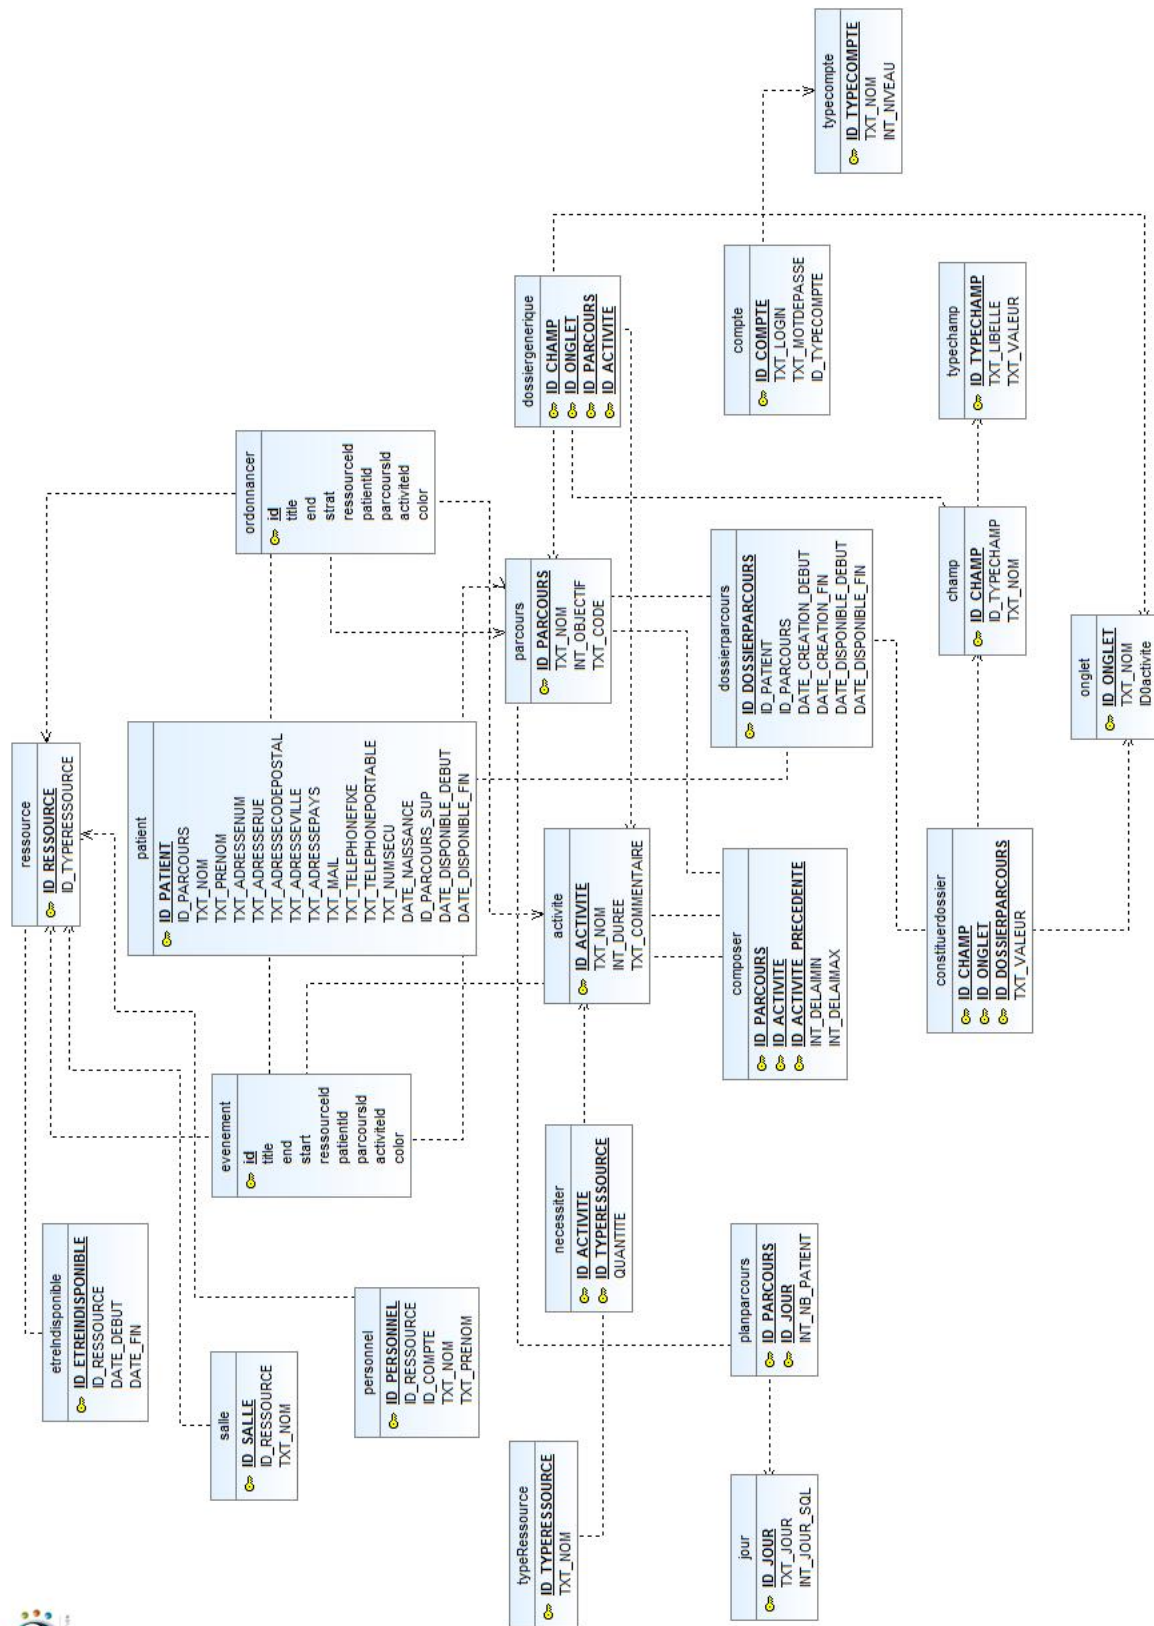 etreIndisponible
ID_ETREINDISPONIBLE
ID_RESSOURCE
DATE_DEBUT
DATE_FIN
ressource
ID_RESSOURCE
ID_TYPERESSOURCE
salle
ID_SALLE
ID_RESSOURCE
TXT_NOM
evenement
id
title
end
start
ressourceId
patientId
parcoursId
activiteId
color
patient
ID_PATIENT
ID_PARCOURS
TXT_NOM
TXT_PRENOM
TXT_ADRESSENUM
TXT_ADRESSERUE
TXT_ADRESSECODEPOSTAL
TXT_ADRESSEVILLE
TXT_ADRESSEPAYS
TXT_MAIL
TXT_TELEPHONEFIXE
TXT_TELEPHONEPORTABLE
TXT_NUMSECU
DATE_NAISSANCE
ID_PARCOURS_SUP
DATE_DISPONIBLE_DEBUT
DATE_DISPONIBLE_FIN
ordonnancer
id
title
end
strat
ressourceId
patientId
parcoursId
activiteId
color
personnel
ID_PERSONNEL
ID_RESSOURCE
ID_COMPTE
TXT_NOM
TXT_PRENOM
typeRessource
ID_TYPERESSOURCE
TXT_NOM
necessiter
ID_ACTIVITE
ID_TYPERESSOURCE
QUANTITE
activite
ID_ACTIVITE
TXT_NOM
INT_DUREE
TXT_COMMENTAIRE
parcours
ID_PARCOURS
TXT_NOM
INT_OBJECTIF
TXT_CODE
dossiergenerique
ID_CHAMP
ID_ONGLET
ID_PARCOURS
ID_ACTIVITE
jour
ID_JOUR
TXT_JOUR
INT_JOUR_SQL
planparcours
ID_PARCOURS
ID_JOUR
INT_NB_PATIENT
composer
ID_PARCOURS
ID_ACTIVITE
ID_ACTIVITE_PRECEDENTE
INT_DELAIMIN
INT_DELAIMAX
dossierparcours
ID_DOSSIERPARCOURS
ID_PATIENT
ID_PARCOURS
DATE_CREATION_DEBUT
DATE_CREATION_FIN
DATE_DISPONIBLE_DEBUT
DATE_DISPONIBLE_FIN
compte
ID_COMPTE
TXT_LOGIN
TXT_MOTDEPASSE
ID_TYPECOMPTE
typecompte
ID_TYPECOMPTE
TXT_NOM
INT_NIVEAU
constituerdossier
ID_CHAMP
ID_ONGLET
ID_DOSSIERPARCOURS
TXT_VALEUR
champ
ID_CHAMP
ID_TYPECHAMP
TXT_NOM
typechamp
ID_TYPECHAMP
TXT_LIBELLE
TXT_VALEUR
onglet
ID_ONGLET
TXT_NOM
ID0activite